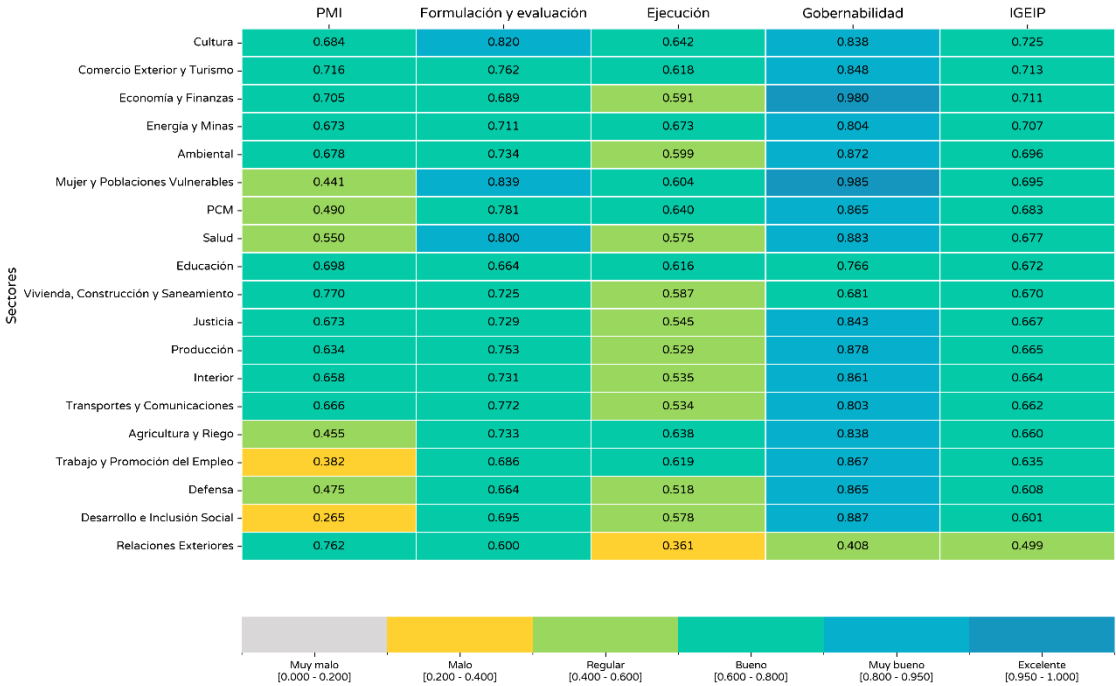 PMI Formulación y evaluación Ejecución Gobernabilidad IGEIP
Sectores
Cultura 0.684 0.820 0.642 0.838 0.725
Comercio Exterior y Turismo 0.716 0.762 0.618 0.848 0.713
Economía y Finanzas 0.705 0.689 0.591 0.980 0.711
Energía y Minas 0.673 0.711 0.673 0.804 0.707
Ambiental 0.678 0.734 0.599 0.872 0.696
Mujer y Poblaciones Vulnerables 0.441 0.839 0.604 0.985 0.695
PCM 0.490 0.781 0.640 0.865 0.683
Salud 0.550 0.800 0.575 0.883 0.677
Educación 0.698 0.664 0.616 0.766 0.672
Vivienda, Construcción y Saneamiento 0.770 0.725 0.587 0.681 0.670
Justicia 0.673 0.729 0.545 0.843 0.667
Producción 0.634 0.753 0.529 0.878 0.665
Interior 0.658 0.731 0.535 0.861 0.664
Transportes y Comunicaciones 0.666 0.772 0.534 0.803 0.662
Agricultura y Riego 0.455 0.733 0.638 0.838 0.660
Trabajo y Promoción del Empleo 0.382 0.686 0.619 0.867 0.635
Defensa 0.475 0.664 0.518 0.865 0.608
Desarrollo e Inclusión Social 0.265 0.695 0.578 0.887 0.601
Relaciones Exteriores 0.762 0.600 0.361 0.408 0.499
Muy malo Malo Regular Bueno Muy bueno Excelente
[0.000 - 0.200] [0.200 - 0.400] [0.400 - 0.600] [0.600 - 0.800] [0.800 - 0.950] [0.950 - 1.000]